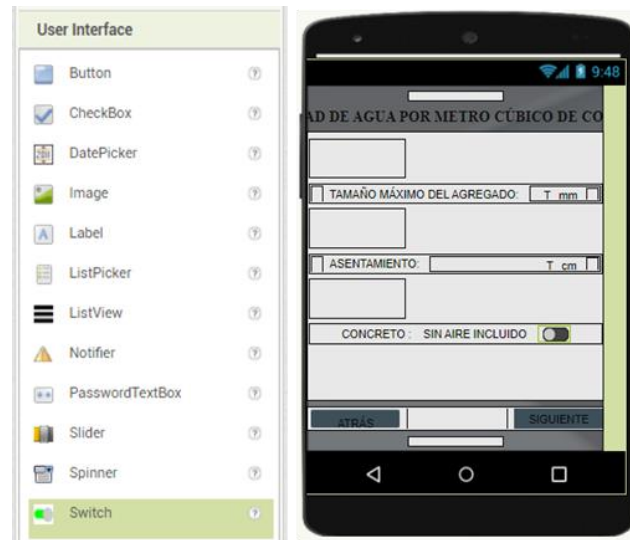 User Interface
Button
CheckBox
DatePicker
Image
Label
ListPicker
ListView
Notifier
PasswordTextBox
Slider
Spinner
Switch
9:48
AD DE AGUA POR METRO CÚBICO DE CO
TAMAÑO MÁXIMO DEL AGREGADO: T mm
ASENTAMIENTO: T cm
CONCRETO : SIN AIRE INCLUIDO
ATRÁS SIGUIENTE